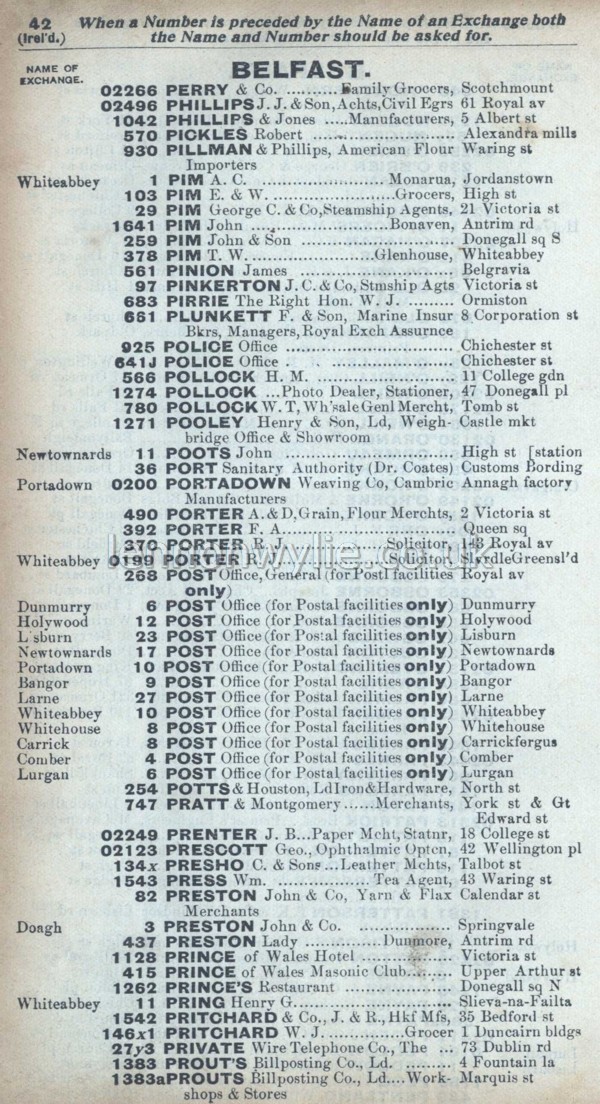 42 When a Number is preceded by the Name of an Exchange both
(Irel'd.) the Name and Number should be asked for.
NAME OF EXCHANGE.
BELFAST.
02266 PERRY & Co. ..........Family Grocers, Scotchmount
02496 PHILLIPS J. J. & Son, Achts, Civil Egrs 61 Royal av
1042 PHILLIPS & Jones .....Manufacturers, 5 Albert st
570 PICKLES Robert ........................ Alexandra mills
930 PILLMAN & Phillips, American Flour Waring st
Importers
Whiteabbey 1 PIM A. C. ........................ Monarua, Jordanstown
103 PIM E. & W. ........................Grocers, High st
29 PIM George C. & Co, Steamship Agents, 21 Victoria st
1641 PIM John ........................Bonaven, Antrim rd
259 PIM John & Son ........................ Donegall sq S
378 PIM T. W. ........................Glenhouse, Whiteabbey
561 PINION James ........................ Belgravia
97 PINKERTON J. C. & Co, Stmship Agts Victoria st
683 PIRRIE The Right Hon. W. J. ......... Ormiston
661 PLUNKETT F. & Son, Marine Insur 8 Corporation st
Bkrs, Managers, Royal Exch Assurnce
925 POLICE Office ........................ Chichester st
641J POLICE Office ........................ Chichester st
566 POLLOCK H. M. ........................ 11 College gdn
1274 POLLOCK ...Photo Dealer, Stationer, 47 Donegall pl
780 POLLOCK W. T, Wh'sale Genl Mercht, Tomb st
1271 POOLEY Henry & Son, Ld, Weigh- Castle mkt
bridge Office & Showroom
Newtownards 11 POOTS John ........................ High st [station
36 PORT Sanitary Authority (Dr. Coates) Customs Bording
Portadown 0200 PORTADOWN Weaving Co, Cambric Annagh factory
Manufacturers
490 PORTER A. & D, Grain, Flour Merchts, 2 Victoria st
392 PORTER F. A. ........................ Queen sq
370 PORTER R. ........................Solicitor, 143 Royal av
Whiteabbey 0199 PORTER R. ........................Solicitor, SlyrdleGreensl'd
268 POST Office, General (for Postl facilities Royal av
only)
Dunmurry 6 POST Office (for Postal facilities only) Dunmurry
Holywood 12 POST Office (for Postal facilities only) Holywood
L'sburn 23 POST Office (for Postal facilities only) Lisburn
Newtownards 17 POST Office (for Postal facilities only) Newtownards
Portadown 10 POST Office (for Postal facilities only) Portadown
Bangor 9 POST Office (for Postal facilities only) Bangor
Larne 27 POST Office (for Postal facilities only) Larne
Whiteabbey 10 POST Office (for Postal facilities only) Whiteabbey
Whitehouse 8 POST Office (for Postal facilities only) Whitehouse
Carrick 8 POST Office (for Postal facilities only) Carrickfergus
Comber 4 POST Office (for Postal facilities only) Comber
Lurgan 6 POST Office (for Postal facilities only) Lurgan
254 POTTS & Houston, Ld Iron & Hardware, North st
747 PRATT & Montgomery......Merchants, York st & Gt
Edward st
02249 PRENTER J. B...Paper Mcht, Statnr, 18 College st
02123 PRESCOTT Geo., Ophthalmic Optcn, 42 Wellington pl
134x PRESHO C. & Sons ...Leather Mchts, Talbot st
1543 PRESS Wm. ................. Tea Agent, 43 Waring st
82 PRESTON John & Co, Yarn & Flax Calendar st
Merchants
Doagh 3 PRESTON John & Co. ................. Springvale
437 PRESTON Lady ..............Dunmore, Antrim rd
1128 PRINCE of Wales Hotel ................. Victoria st
415 PRINCE of Wales Masonic Club......... Upper Arthur st
1262 PRINCE'S Restaurant ................. Donegall sq N
Whiteabbey 11 PRING Henry G........................ Slieva-na-Failta
1542 PRITCHARD & Co., J. & R., Hkf Mfs, 35 Bedford st
146x1 PRITCHARD W. J. .................Grocer 1 Duncairn bldgs
27y3 PRIVATE Wire Telephone Co., The ... 73 Dublin rd
1383 PROUT'S Billposting Co., Ld. ......... 4 Fountain la
1383a PROUTS Billposting Co., Ld....Work- Marquis st
shops & Stores